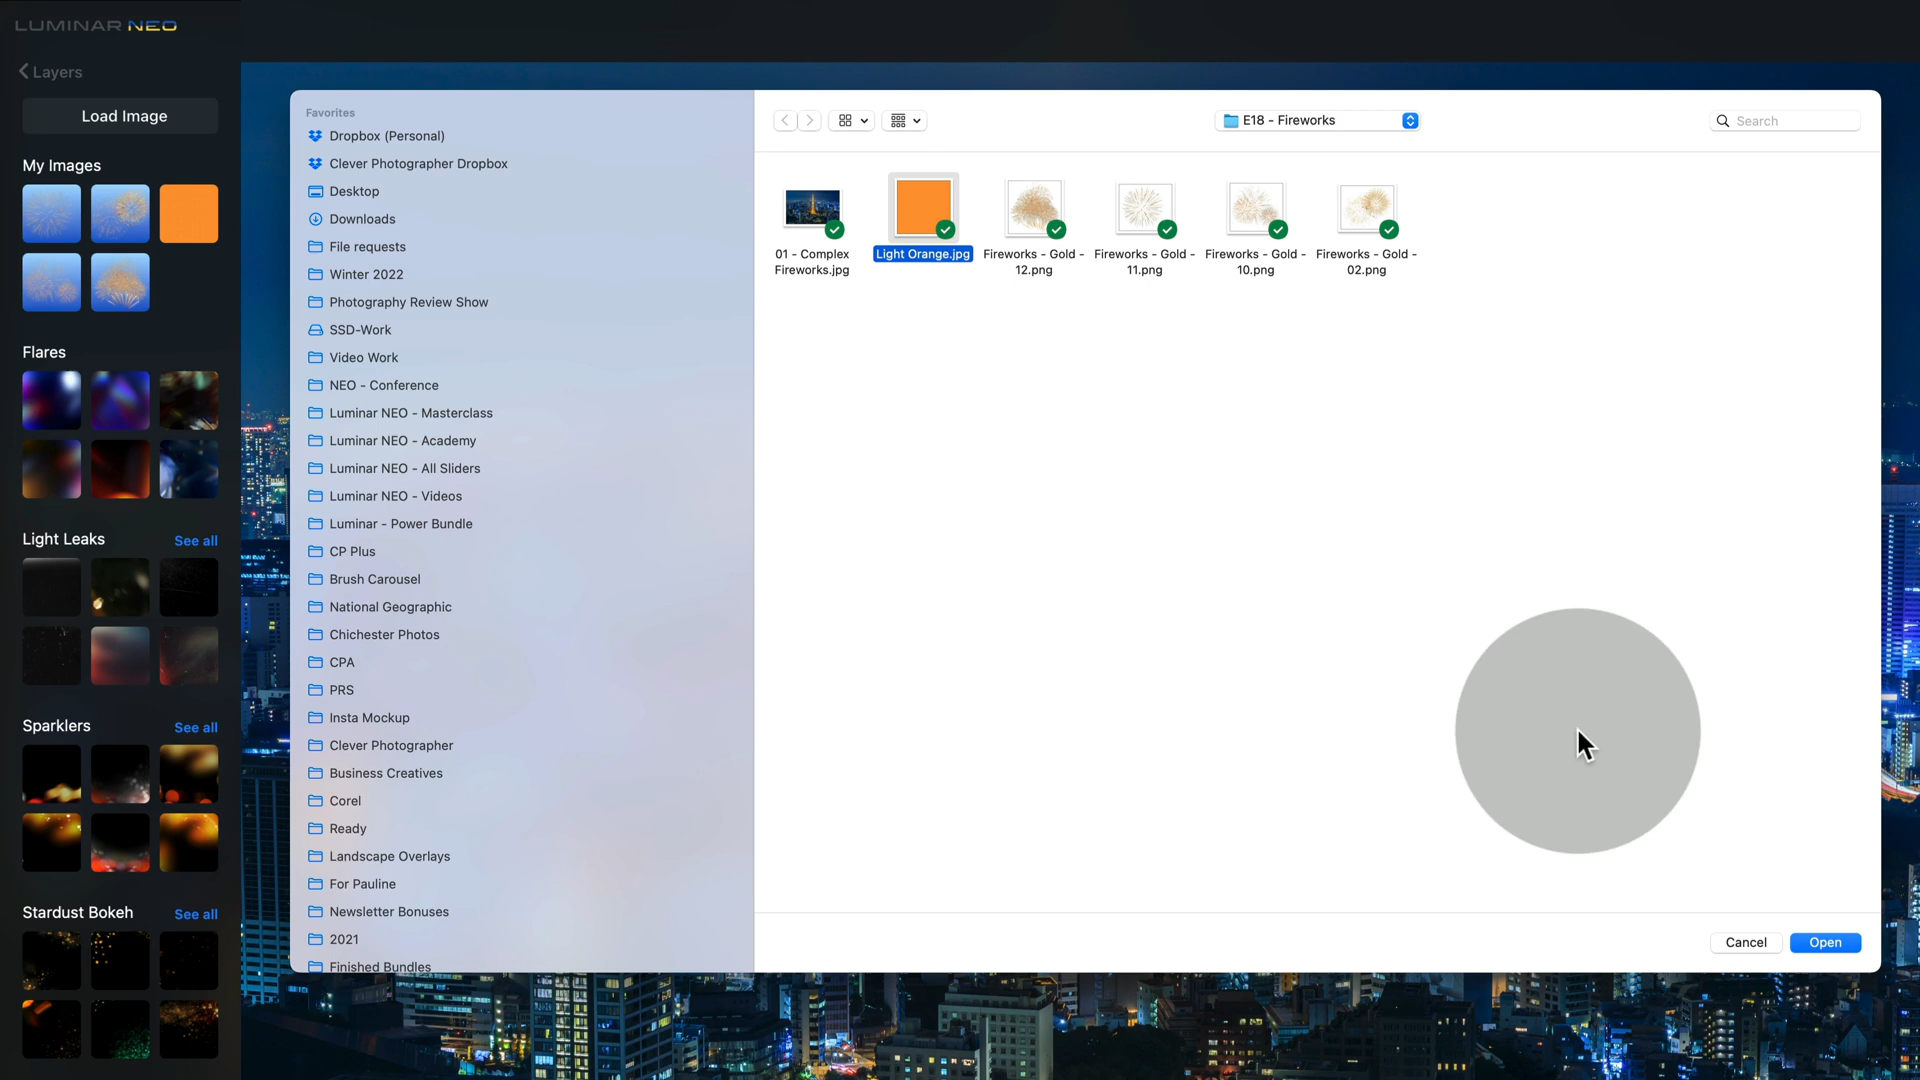 LUMINAR NEO
Layers
Load Image
My Images
Flares
Light Leaks
See all
Sparklers
See all
Stardust Bokeh
See all
Favorites
Dropbox (Personal)
Clever Photographer Dropbox
Desktop
Downloads
File requests
Winter 2022
Photography Review Show
SSD-Work
Video Work
NEO - Conference
Luminar NEO - Masterclass
Luminar NEO - Academy
Luminar NEO - All Sliders
Luminar NEO - Videos
Luminar - Power Bundle
CP Plus
Brush Carousel
National Geographic
Chichester Photos
CPA
PRS
Insta Mockup
Clever Photographer
Business Creatives
Corel
Ready
Landscape Overlays
For Pauline
Newsletter Bonuses
2021
Finished Bundles
E18 - Fireworks
Search
01 - Complex
Fireworks.jpg
Light Orange.jpg
Fireworks - Gold -
12.png
Fireworks - Gold -
11.png
Fireworks - Gold -
10.png
Fireworks - Gold -
02.png
Cancel
Open